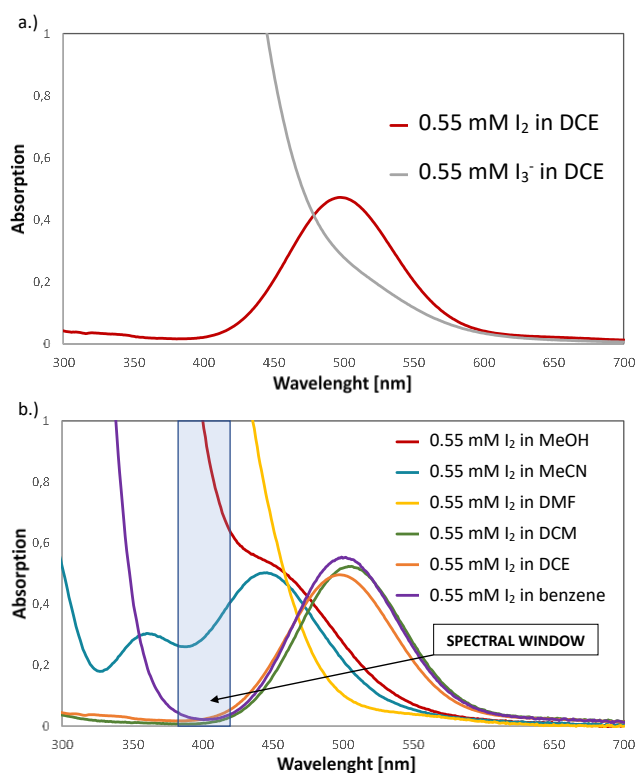 a.)
1
0,8
0,6
0,4
0,2
0
Absorption
0.55 mM I₂ in DCE
0.55 mM I₃⁻ in DCE
300 350 400 450 500 550 600 650 700
Wavelenght [nm]
b.)
1
0,8
0,6
0,4
0,2
0
Absorption
0.55 mM I₂ in MeOH
0.55 mM I₂ in MeCN
0.55 mM I₂ in DMF
0.55 mM I₂ in DCM
0.55 mM I₂ in DCE
0.55 mM I₂ in benzene
SPECTRAL WINDOW
300 350 400 450 500 550 600 650 700
Wavelenght [nm]